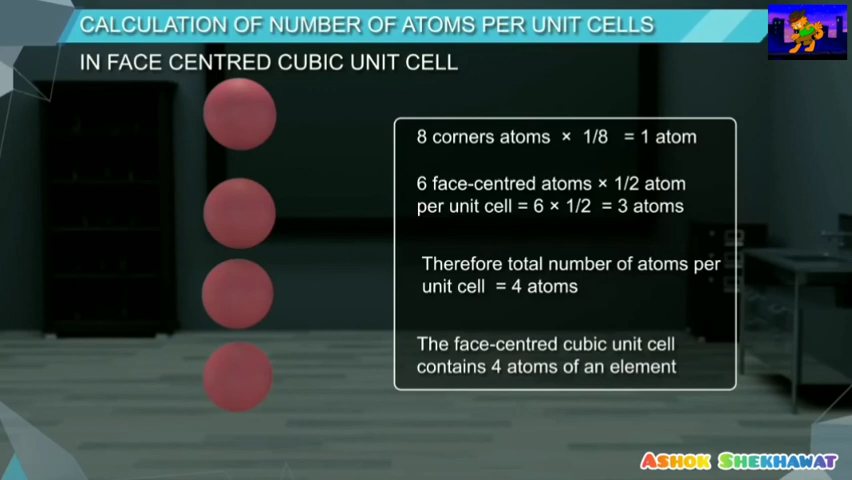 CALCULATION OF NUMBER OF ATOMS PER UNIT CELLS
IN FACE CENTRED CUBIC UNIT CELL
8 corners atoms × 1/8 = 1 atom
6 face-centred atoms × 1/2 atom
per unit cell = 6 × 1/2 = 3 atoms
Therefore total number of atoms per
unit cell = 4 atoms
The face-centred cubic unit cell
contains 4 atoms of an element
ASHOK SHEKHAWAT